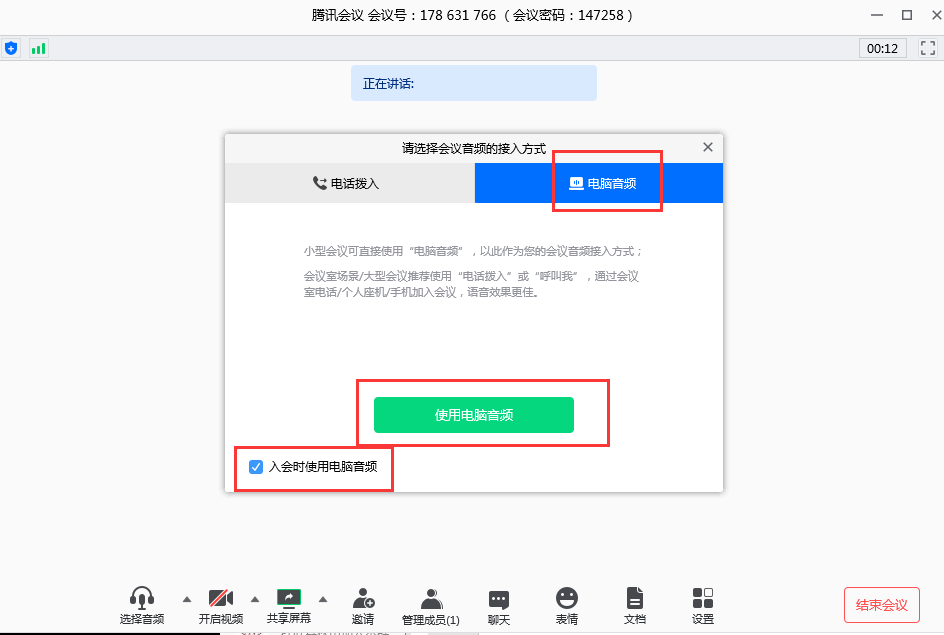 腾讯会议 会议号：178 631 766 （ 会议密码：147258 ）
00:12
正在讲话:
请选择会议音频的接入方式
电话拨入
电脑音频
小型会议可直接使用“电脑音频”，以此作为您的会议音频接入方式；
会议室场景/大型会议推荐使用“电话拨入”或“呼叫我”，通过会议
室电话/个人座机/手机加入会议，语音效果更佳。
使用电脑音频
入会时使用电脑音频
选择音频
开启视频
共享屏幕
邀请
管理成员(1)
聊天
表情
文档
设置
结束会议